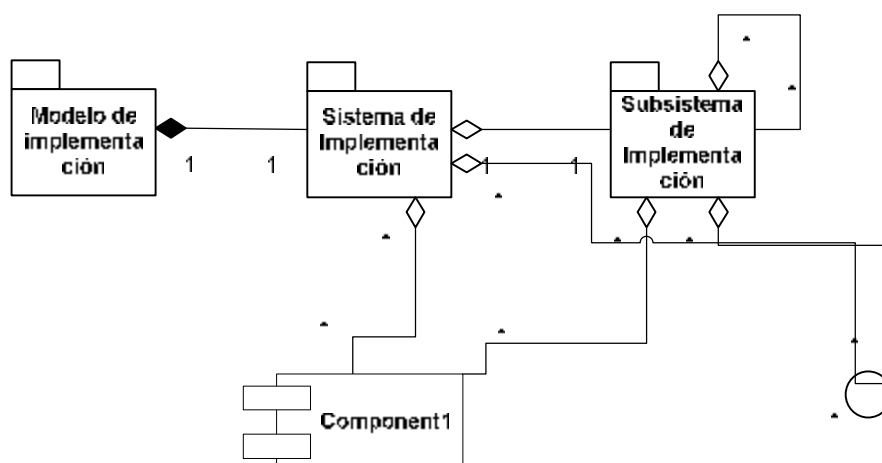 Modelo de
implementa
ción
Sistema de
Implementa
ción
Subsistema
de
Implementa
ción
1
1
1
1
*
*
*
*
*
*
*
*
*
*
Component1